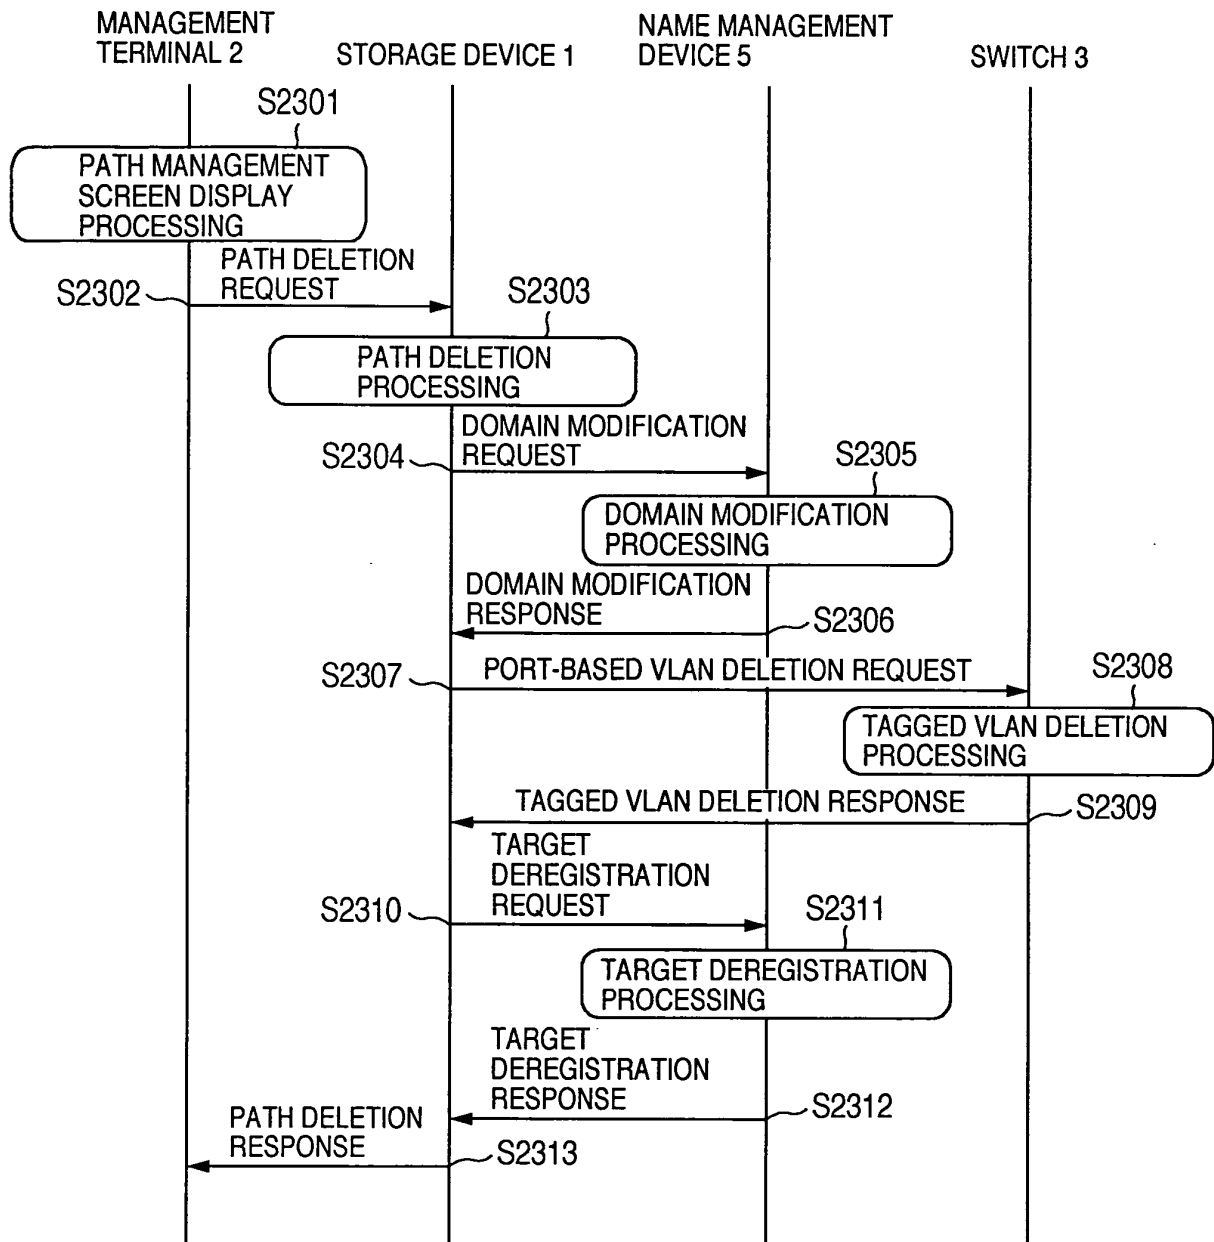 MANAGEMENT
TERMINAL 2
STORAGE DEVICE 1
NAME MANAGEMENT
DEVICE 5
SWITCH 3
S2301
PATH MANAGEMENT
SCREEN DISPLAY
PROCESSING
PATH DELETION
REQUEST
S2302
S2303
PATH DELETION
PROCESSING
DOMAIN MODIFICATION
REQUEST
S2304
S2305
DOMAIN MODIFICATION
PROCESSING
DOMAIN MODIFICATION
RESPONSE
S2306
S2307
PORT-BASED VLAN DELETION REQUEST
S2308
TAGGED VLAN DELETION
PROCESSING
TAGGED VLAN DELETION RESPONSE
S2309
TARGET
DEREGISTRATION
REQUEST
S2310
S2311
TARGET DEREGISTRATION
PROCESSING
TARGET
DEREGISTRATION
RESPONSE
S2312
PATH DELETION
RESPONSE
S2313